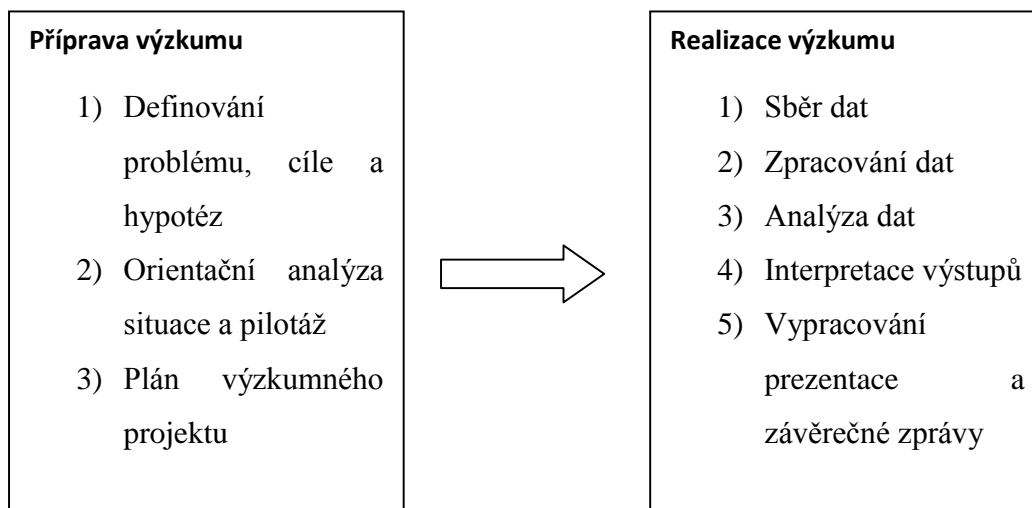 Příprava výzkumu
1) Definování
problému, cíle a
hypotéz
2) Orientační analýza
situace a pilotáž
3) Plán výzkumného
projektu
Realizace výzkumu
1) Sběr dat
2) Zpracování dat
3) Analýza dat
4) Interpretace výstupů
5) Vypracování
prezentace a
závěrečné zprávy